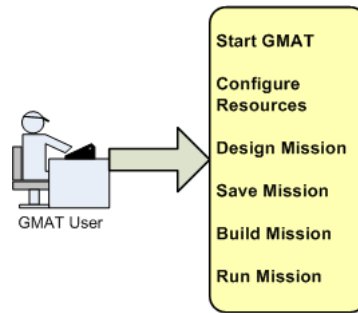 Start GMAT
Configure
Resources
Design Mission
Save Mission
Build Mission
Run Mission
GMAT User